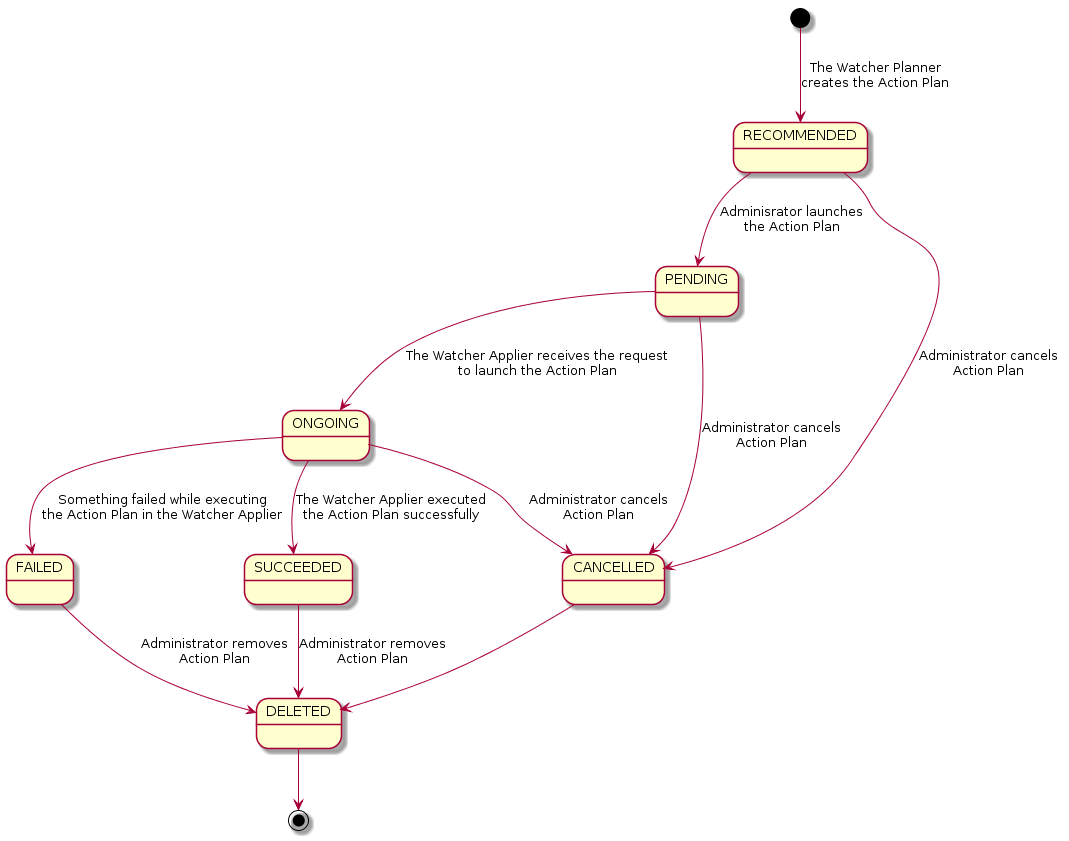 The Watcher Planner
creates the Action Plan
RECOMMENDED
Adminisrator launches
the Action Plan
PENDING
The Watcher Applier receives the request
to launch the Action Plan
Administrator cancels
Action Plan
ONGOING
Administrator cancels
Action Plan
Something failed while executing
the Action Plan in the Watcher Applier
The Watcher Applier executed
the Action Plan successfully
Administrator cancels
Action Plan
FAILED
SUCCEEDED
CANCELLED
Administrator removes
Action Plan
Administrator removes
Action Plan
DELETED